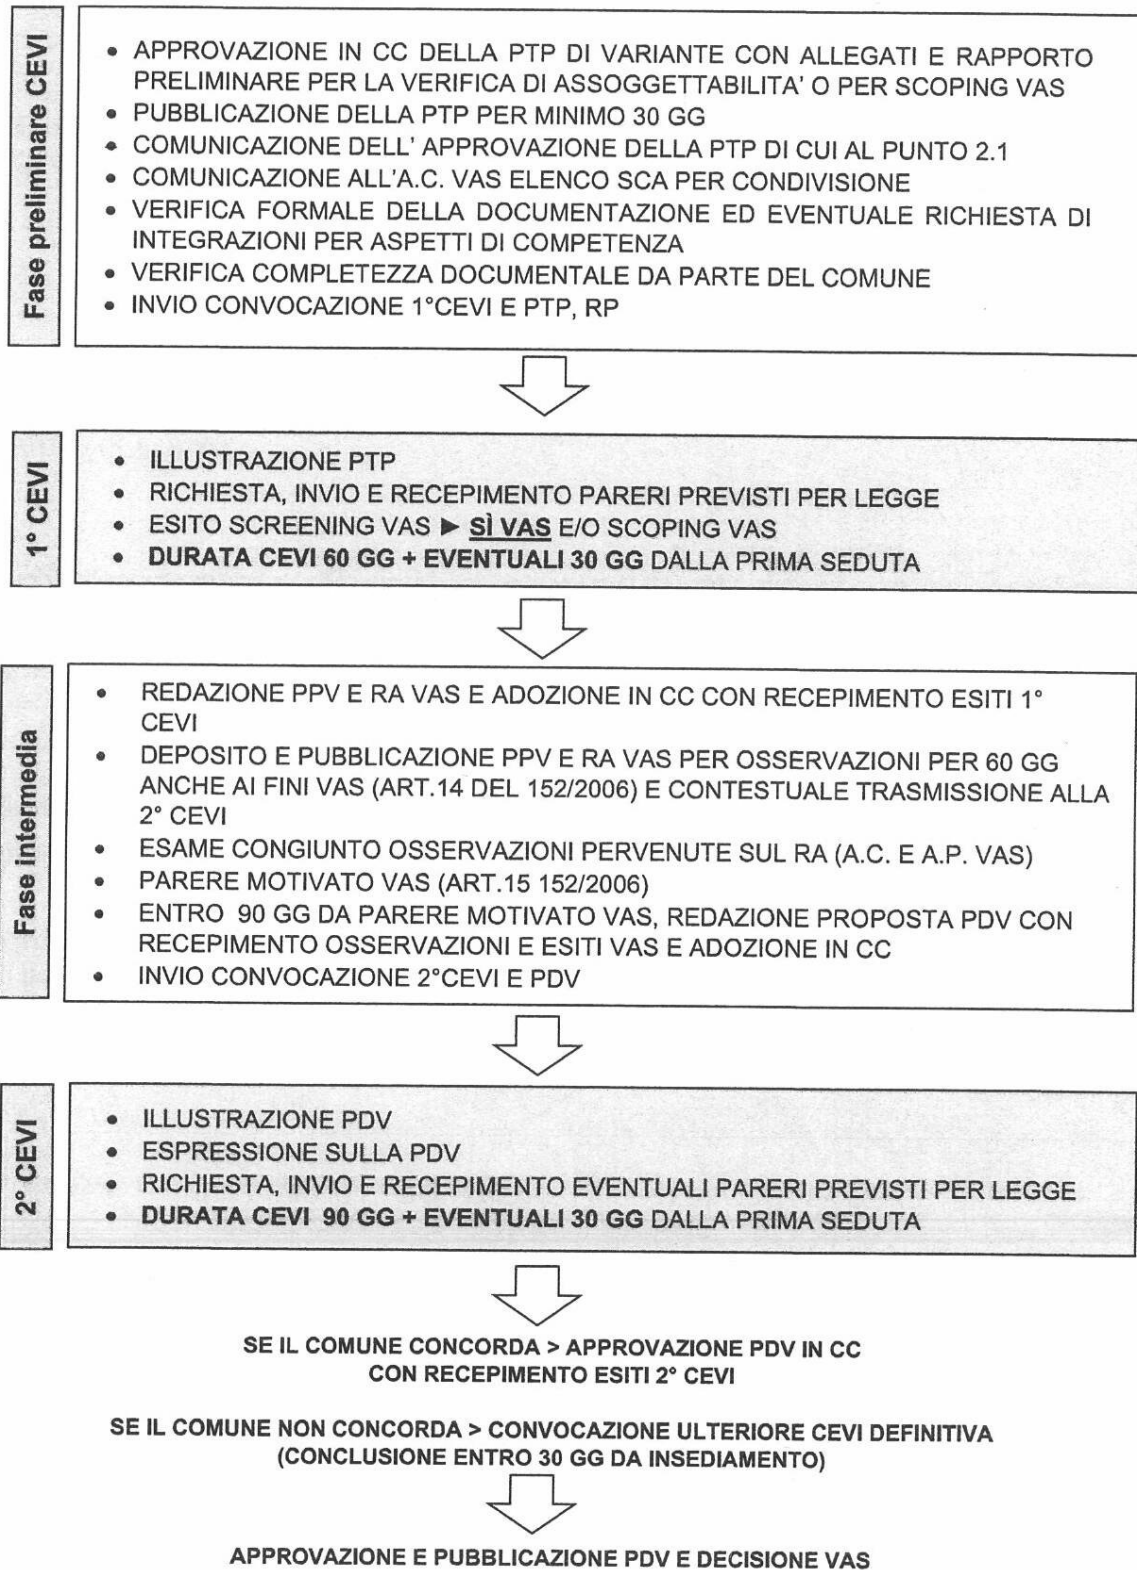 Fase preliminare CEVI
• APPROVAZIONE IN CC DELLA PTP DI VARIANTE CON ALLEGATI E RAPPORTO
PRELIMINARE PER LA VERIFICA DI ASSOGGETTABILITA' O PER SCOPING VAS
• PUBBLICAZIONE DELLA PTP PER MINIMO 30 GG
• COMUNICAZIONE DELL' APPROVAZIONE DELLA PTP DI CUI AL PUNTO 2.1
• COMUNICAZIONE ALL'A.C. VAS ELENCO SCA PER CONDIVISIONE
• VERIFICA FORMALE DELLA DOCUMENTAZIONE ED EVENTUALE RICHIESTA DI
INTEGRAZIONI PER ASPETTI DI COMPETENZA
• VERIFICA COMPLETEZZA DOCUMENTALE DA PARTE DEL COMUNE
• INVIO CONVOCAZIONE 1°CEVI E PTP, RP
1° CEVI
• ILLUSTRAZIONE PTP
• RICHIESTA, INVIO E RECEPIMENTO PARERI PREVISTI PER LEGGE
• ESITO SCREENING VAS ► SÌ VAS E/O SCOPING VAS
• DURATA CEVI 60 GG + EVENTUALI 30 GG DALLA PRIMA SEDUTA
Fase intermedia
• REDAZIONE PPV E RA VAS E ADOZIONE IN CC CON RECEPIMENTO ESITI 1°
CEVI
• DEPOSITO E PUBBLICAZIONE PPV E RA VAS PER OSSERVAZIONI PER 60 GG
ANCHE AI FINI VAS (ART.14 DEL 152/2006) E CONTESTUALE TRASMISSIONE ALLA
2° CEVI
• ESAME CONGIUNTO OSSERVAZIONI PERVENUTE SUL RA (A.C. E A.P. VAS)
• PARERE MOTIVATO VAS (ART.15 152/2006)
• ENTRO 90 GG DA PARERE MOTIVATO VAS, REDAZIONE PROPOSTA PDV CON
RECEPIMENTO OSSERVAZIONI E ESITI VAS E ADOZIONE IN CC
• INVIO CONVOCAZIONE 2°CEVI E PDV
2° CEVI
• ILLUSTRAZIONE PDV
• ESPRESSIONE SULLA PDV
• RICHIESTA, INVIO E RECEPIMENTO EVENTUALI PARERI PREVISTI PER LEGGE
• DURATA CEVI 90 GG + EVENTUALI 30 GG DALLA PRIMA SEDUTA
SE IL COMUNE CONCORDA > APPROVAZIONE PDV IN CC
CON RECEPIMENTO ESITI 2° CEVI
SE IL COMUNE NON CONCORDA > CONVOCAZIONE ULTERIORE CEVI DEFINITIVA
(CONCLUSIONE ENTRO 30 GG DA INSEDIAMENTO)
APPROVAZIONE E PUBBLICAZIONE PDV E DECISIONE VAS